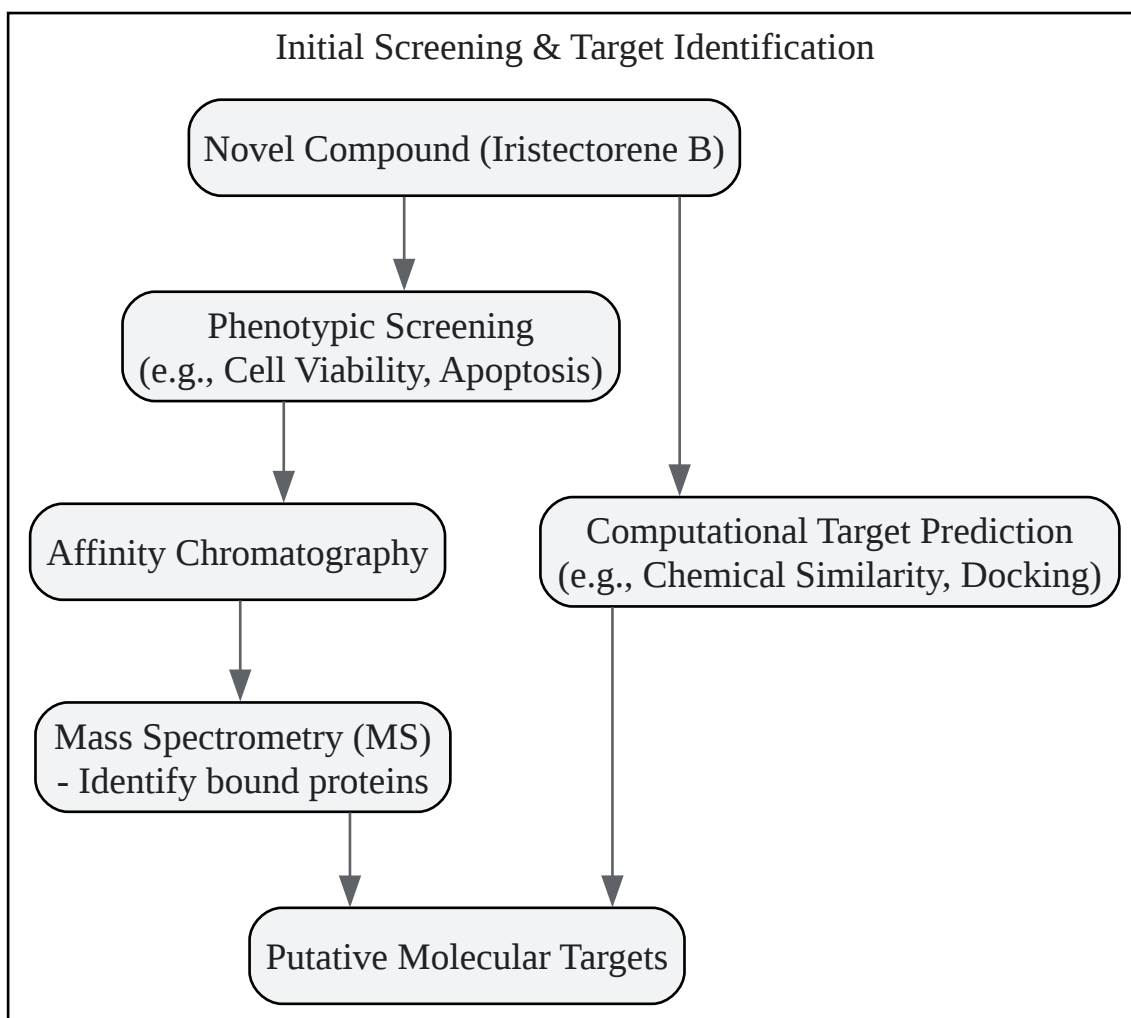 Initial Screening & Target Identification
Novel Compound (Iristectorene B)
Phenotypic Screening
(e.g., Cell Viability, Apoptosis)
Affinity Chromatography
Computational Target Prediction
(e.g., Chemical Similarity, Docking)
Mass Spectrometry (MS)
- Identify bound proteins
Putative Molecular Targets